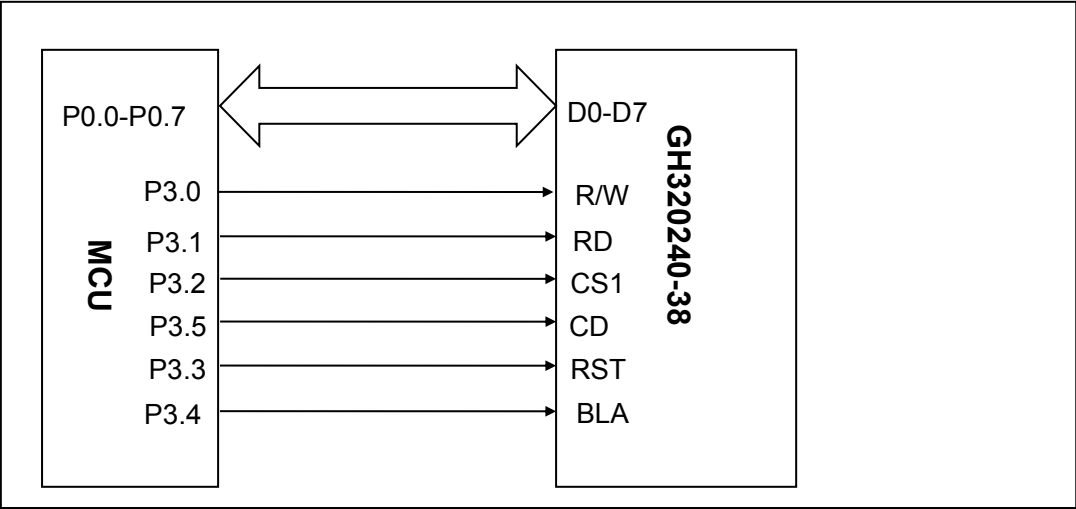 P0.0-P0.7
D0-D7
P3.0
R/W
P3.1
RD
P3.2
CS1
P3.5
CD
P3.3
RST
P3.4
BLA
MCU
GH320240-38